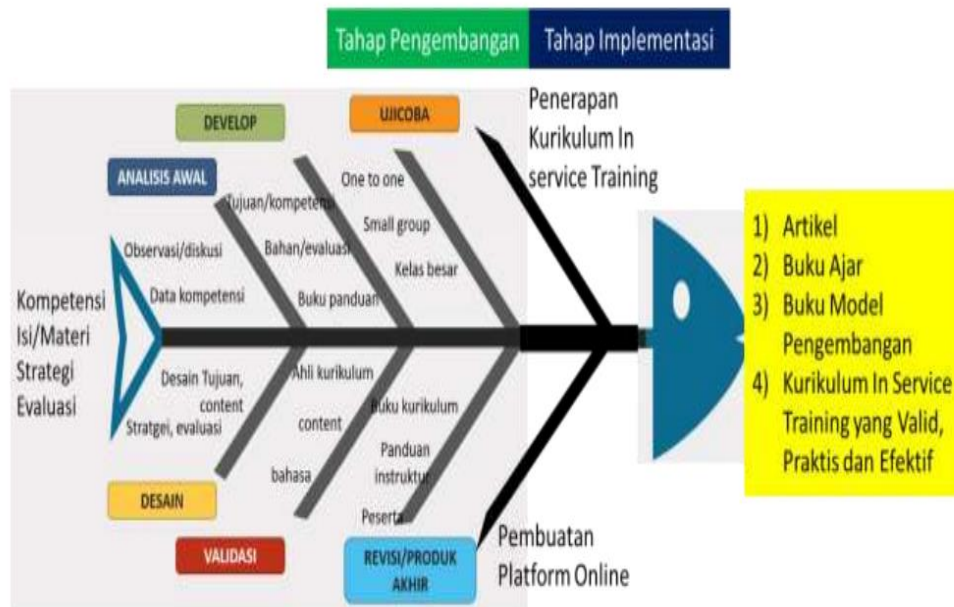 Tahap Pengembangan
Tahap Implementasi
DEVELOP
UJICOBA
Penerapan
Kurikulum In
service Training
ANALISIS AWAL
One to one
Tujuan/kompetensi
Small group
Observasi/diskusi
Bahan/evaluasi
Kelas besar
Data kompetensi
Buku panduan
Kompetensi
Isi/Materi
Strategi
Evaluasi
Desain Tujuan,
content
Stratgei, evaluasi
Ahli kurikulum
content
bahasa
Buku kurikulum
Panduan
instruktur
Peserta
DESAIN
VALIDASI
REVISI/PRODUK
AKHIR
Pembuatan
Platform Online
1) Artikel
2) Buku Ajar
3) Buku Model
Pengembangan
4) Kurikulum In Service
Training yang Valid,
Praktis dan Efektif